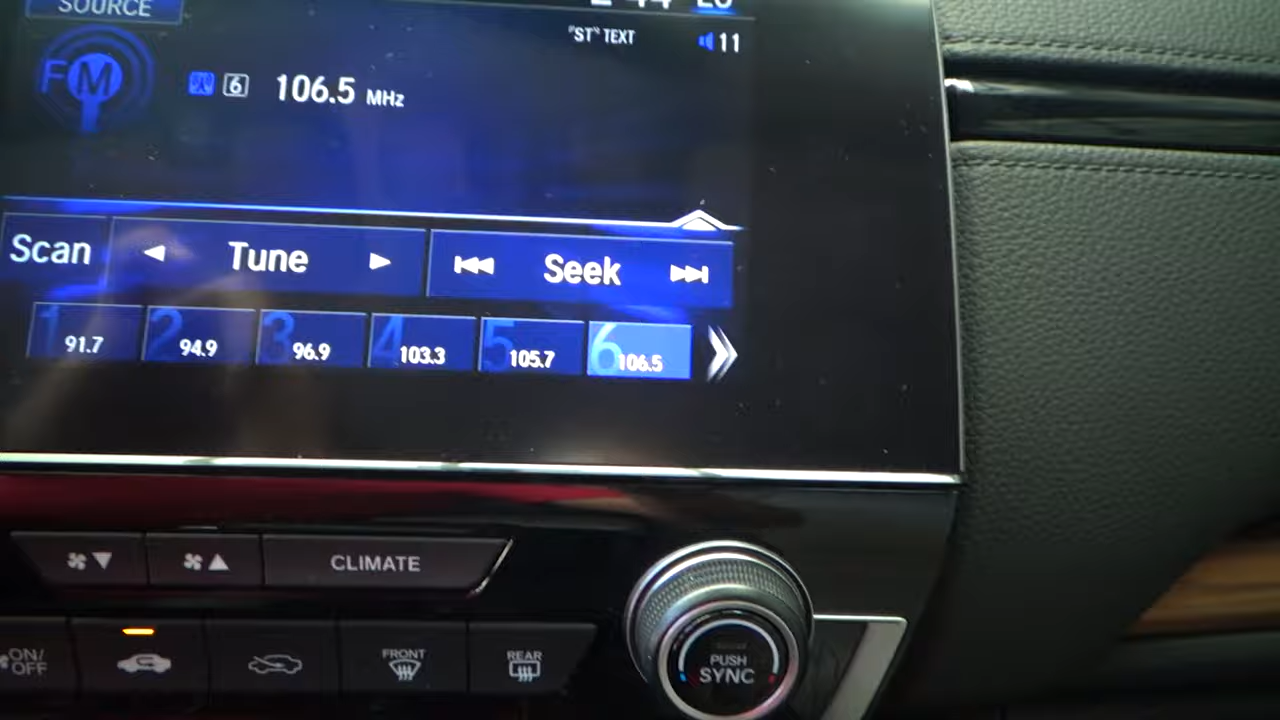 SOURCE
"ST" TEXT
11
FM
6
106.5 MHz
Scan
Tune
Seek
1 91.7
2 94.9
3 96.9
4 103.3
5 105.7
6 106.5
CLIMATE
ON/
OFF
FRONT
REAR
PUSH
SYNC